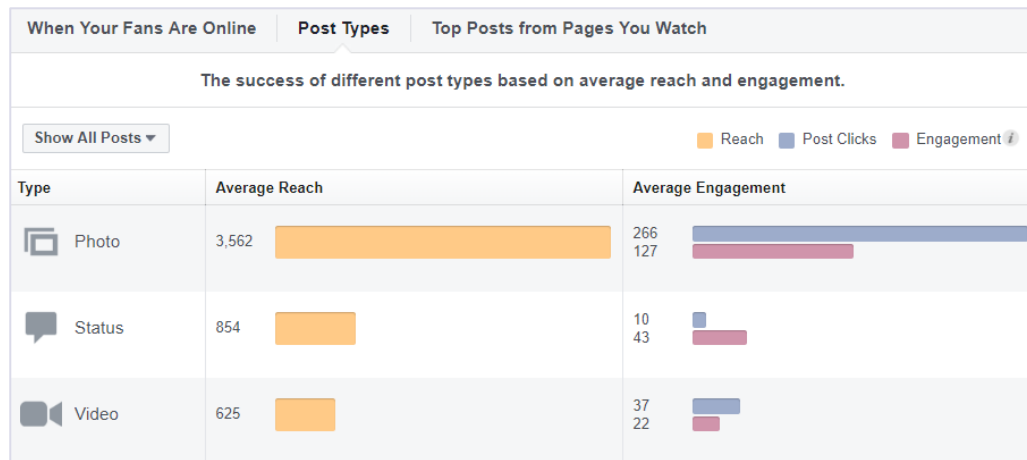 When Your Fans Are Online Post Types Top Posts from Pages You Watch
The success of different post types based on average reach and engagement.
Show All Posts Reach Post Clicks Engagement i
Type Average Reach Average Engagement
Photo 3,562 266
127
Status 854 10
43
Video 625 37
22